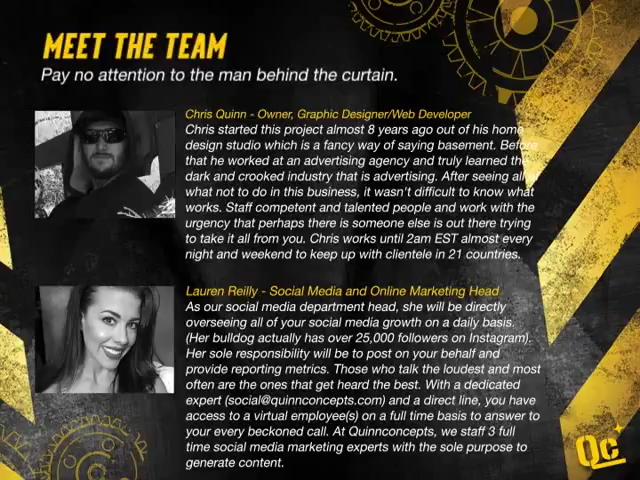 MEET THE TEAM
Pay no attention to the man behind the curtain.
Chris Quinn - Owner, Graphic Designer/Web Developer
Chris started this project almost 8 years ago out of his home
design studio which is a fancy way of saying basement. Before
that he worked at an advertising agency and truly learned the
dark and crooked industry that is advertising. After seeing all of
what not to do in this business, it wasn't difficult to know what
works. Staff competent and talented people and work with the
urgency that perhaps there is someone else is out there trying
to take it all from you. Chris works until 2am EST almost every
night and weekend to keep up with clientele in 21 countries.
Lauren Reilly - Social Media and Online Marketing Head
As our social media department head, she will be directly
overseeing all of your social media growth on a daily basis.
(Her bulldog actually has over 25,000 followers on Instagram).
Her sole responsibility will be to post on your behalf and
provide reporting metrics. Those who talk the loudest and most
often are the ones that get heard the best. With a dedicated
expert (social@quinnconcepts.com) and a direct line, you have
access to a virtual employee(s) on a full time basis to answer to
your every beckoned call. At Quinnconcepts, we staff 3 full
time social media marketing experts with the sole purpose to
generate content.
Qc